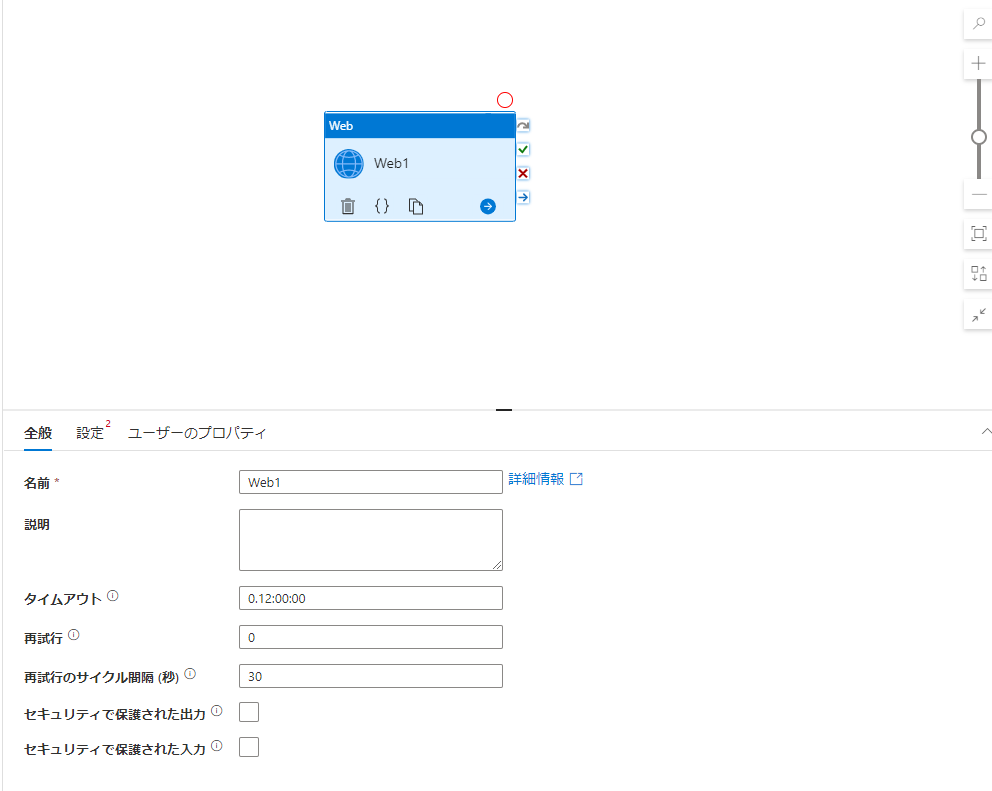 Web
Web1
全般
設定 2
ユーザーのプロパティ
名前 *
Web1
詳細情報
説明
タイムアウト
0.12:00:00
再試行
0
再試行のサイクル間隔 (秒)
30
セキュリティで保護された出力
セキュリティで保護された入力